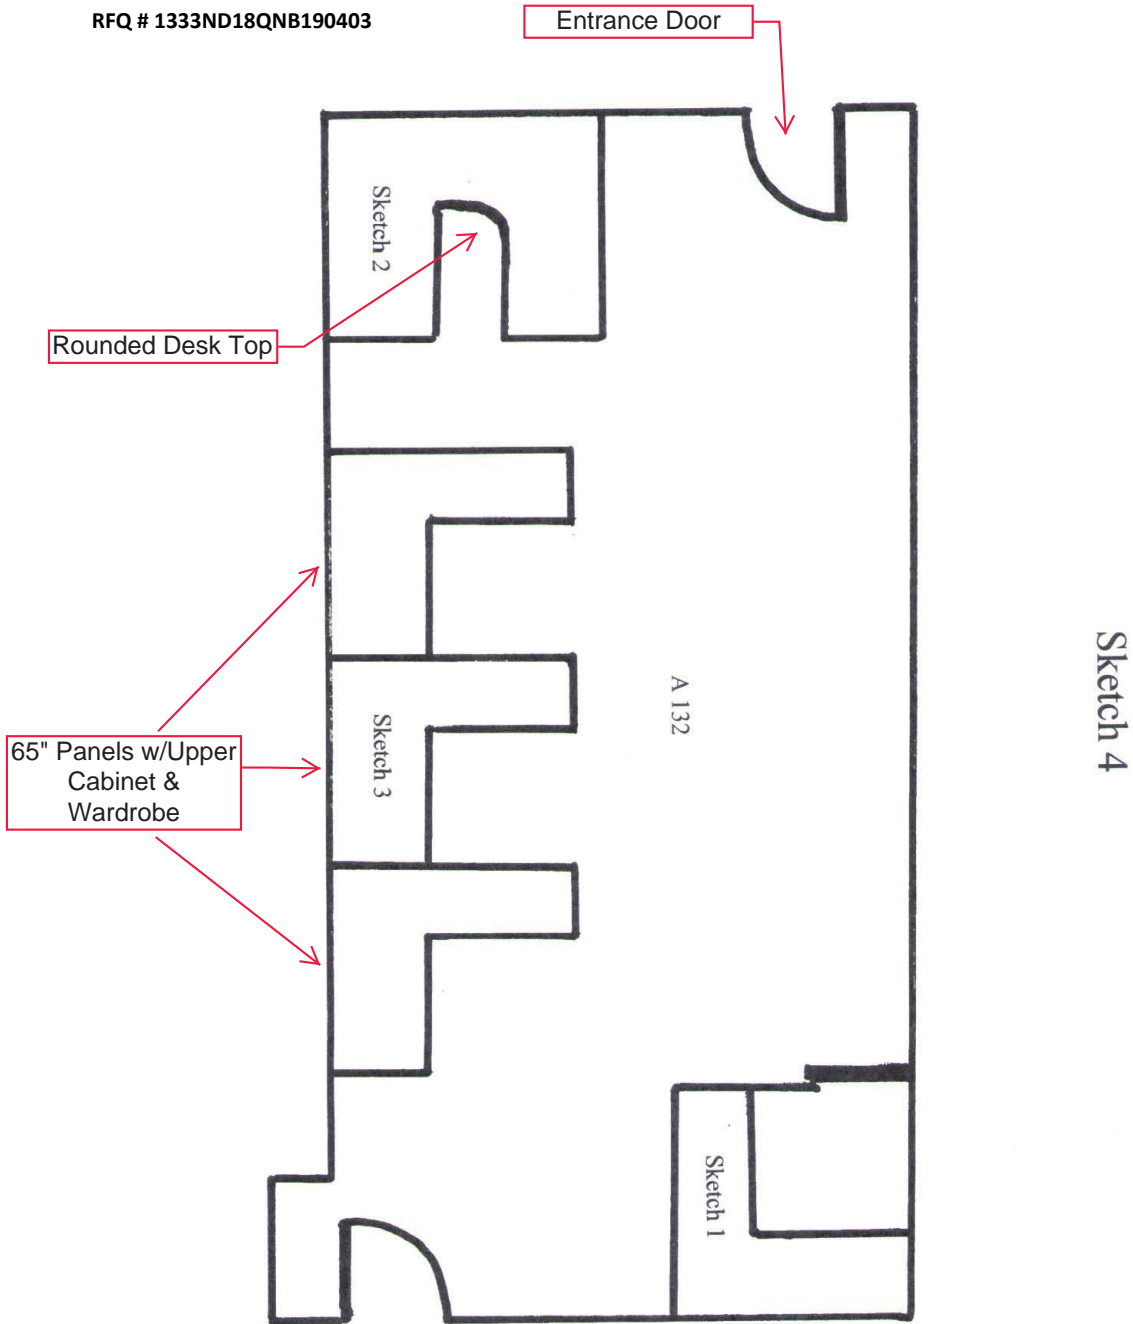 RFQ # 1333ND18QNB190403
Entrance Door
Sketch 2
Rounded Desk Top
Sketch 4
A 132
65" Panels w/Upper
Cabinet &
Wardrobe
Sketch 3
Sketch 1